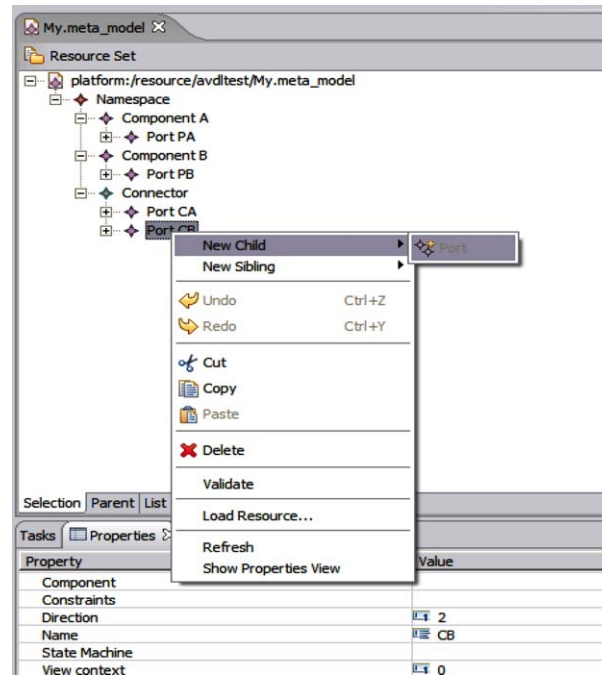 My.meta_model
Resource Set
platform:/resource/avdltest/My.meta_model
Namespace
Component A
Port PA
Component B
Port PB
Connector
Port CA
Port CB
New Child
Port
New Sibling
Undo Ctrl+Z
Redo Ctrl+Y
Cut
Copy
Paste
Delete
Validate
Load Resource...
Refresh
Show Properties View
Selection Parent List
Tasks Properties
Property Value
Component
Constraints
Direction 2
Name CB
State Machine
View context 0